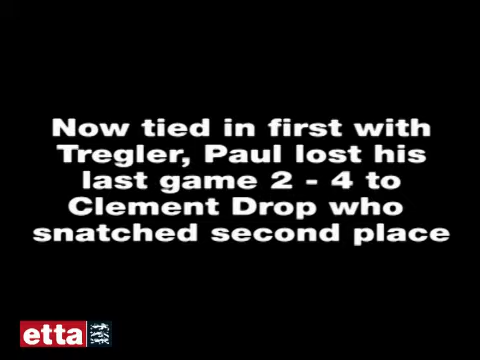 Now tied in first with
Tregler, Paul lost his
last game 2 - 4 to
Clement Drop who
snatched second place
etta